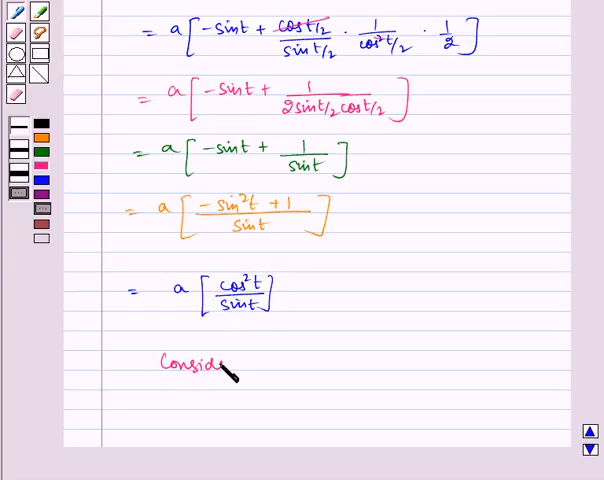 = a [ -sint + cost/2 / sint/2 · 1 / cos²t/2 · 1/2 ]
= a [ -sint + 1 / 2sint/2 cost/2 ]
= a [ -sint + 1 / sint ]
= a [ -sin²t + 1 / sint ]
= a [ cos²t / sint ]
Consid